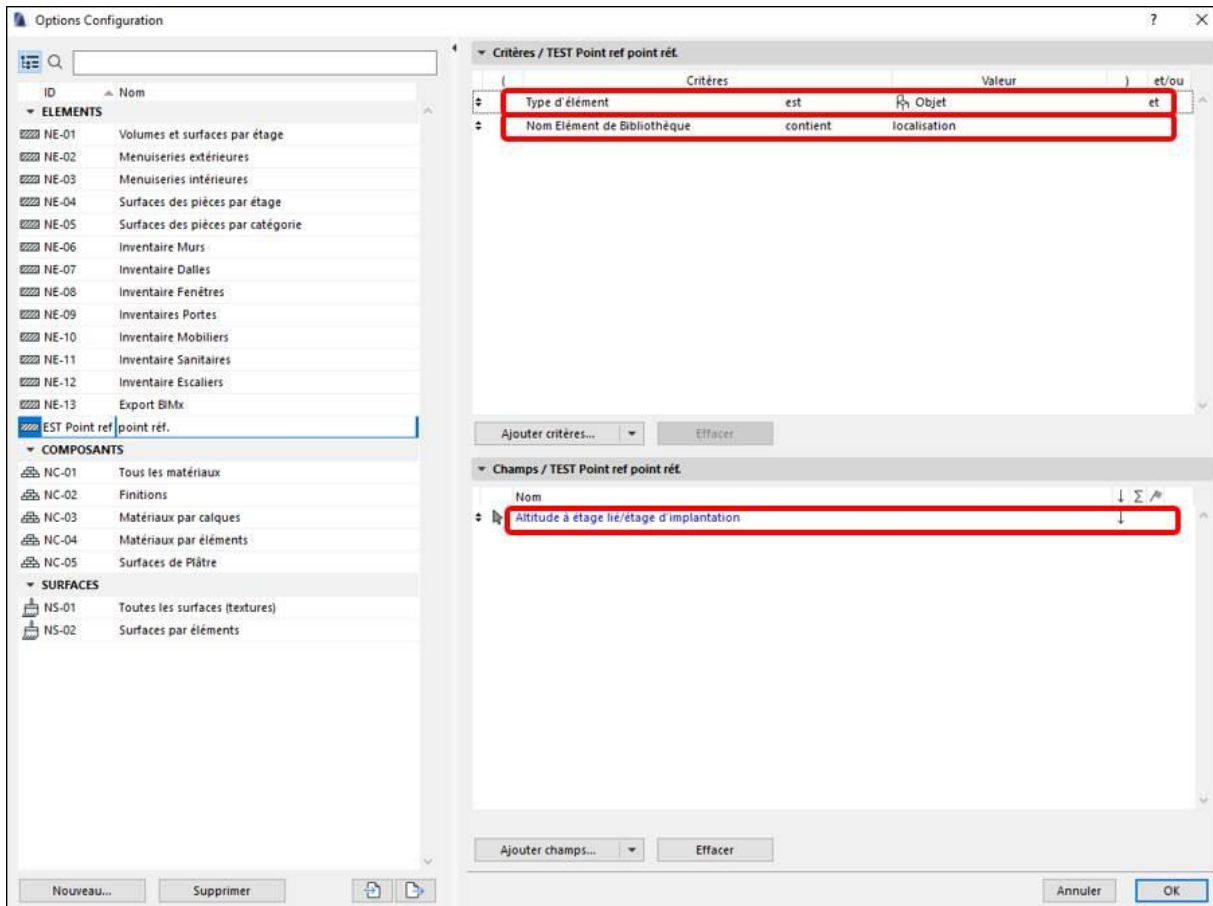 Options Configuration
? ×
ID Nom
ELEMENTS
NE-01 Volumes et surfaces par étage
NE-02 Menuiseries extérieures
NE-03 Menuiseries intérieures
NE-04 Surfaces des pièces par étage
NE-05 Surfaces des pièces par catégorie
NE-06 Inventaire Murs
NE-07 Inventaire Dalles
NE-08 Inventaire Fenêtres
NE-09 Inventaires Portes
NE-10 Inventaire Mobiliers
NE-11 Inventaire Sanitaires
NE-12 Inventaire Escaliers
NE-13 Export BIMx
EST Point ref point réf.
COMPOSANTS
NC-01 Tous les matériaux
NC-02 Finitions
NC-03 Matériaux par calques
NC-04 Matériaux par éléments
NC-05 Surfaces de Plâtre
SURFACES
NS-01 Toutes les surfaces (textures)
NS-02 Surfaces par éléments
Nouveau... Supprimer
Critères / TEST Point ref point réf.
( Critères Valeur ) et/ou
Type d'élément est Objet et
Nom Elément de Bibliothèque contient localisation
Ajouter critères... Effacer
Champs / TEST Point ref point réf.
Nom ↓ Σ
Altitude à étage lié/étage d'implantation ↓
Ajouter champs... Effacer
Annuler OK